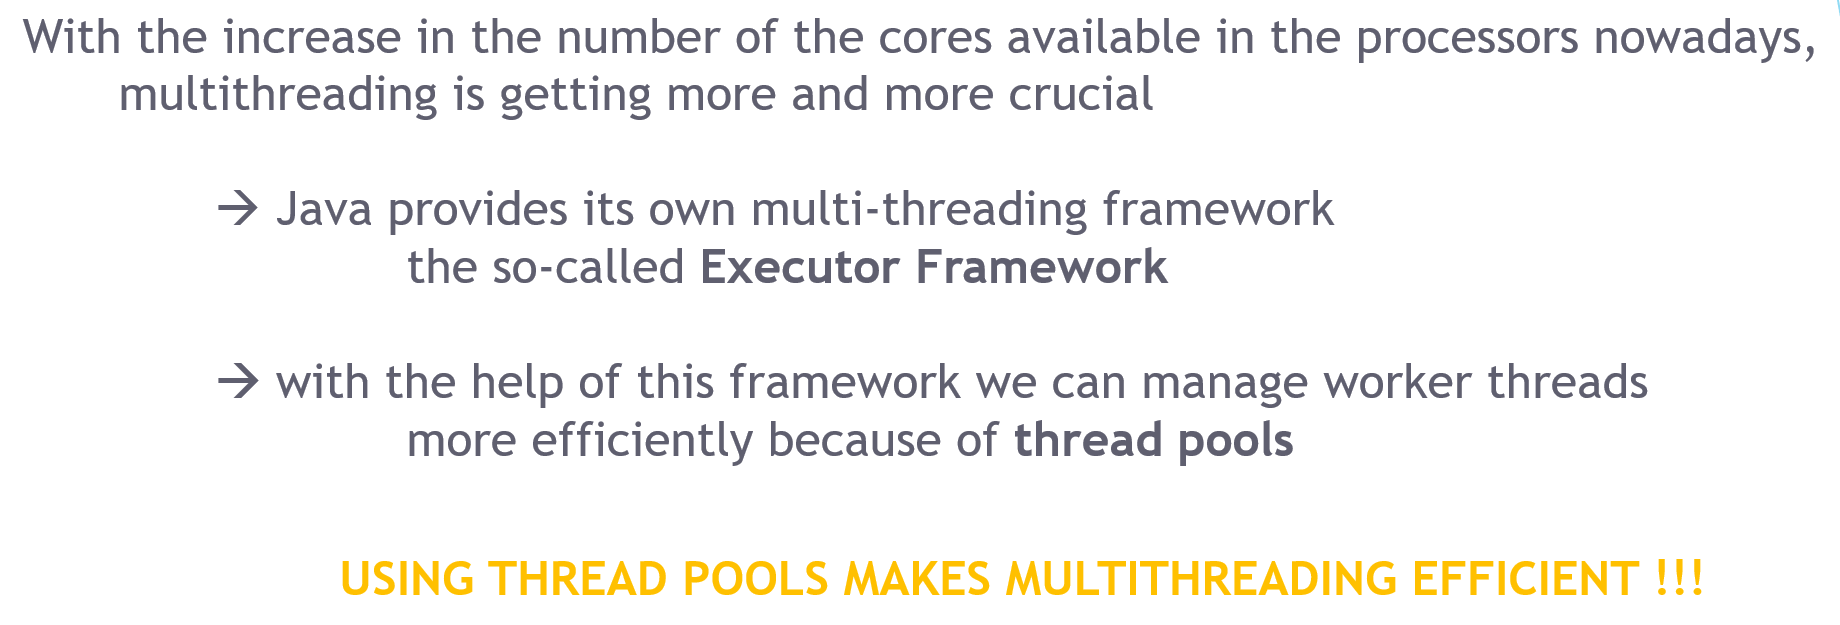 With the increase in the number of the cores available in the processors nowadays,
multithreading is getting more and more crucial
→ Java provides its own multi-threading framework
the so-called Executor Framework
→ with the help of this framework we can manage worker threads
more efficiently because of thread pools
USING THREAD POOLS MAKES MULTITHREADING EFFICIENT !!!